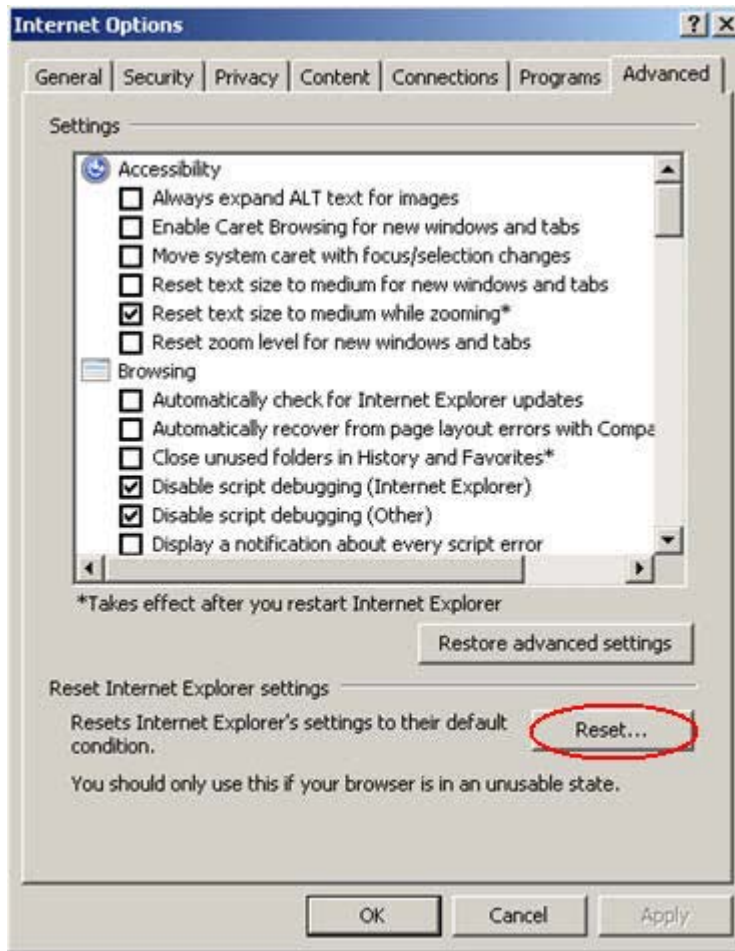 Internet Options
General Security Privacy Content Connections Programs Advanced
Settings
Accessibility
Always expand ALT text for images
Enable Caret Browsing for new windows and tabs
Move system caret with focus/selection changes
Reset text size to medium for new windows and tabs
Reset text size to medium while zooming*
Reset zoom level for new windows and tabs
Browsing
Automatically check for Internet Explorer updates
Automatically recover from page layout errors with Compa
Close unused folders in History and Favorites*
Disable script debugging (Internet Explorer)
Disable script debugging (Other)
Display a notification about every script error
*Takes effect after you restart Internet Explorer
Restore advanced settings
Reset Internet Explorer settings
Resets Internet Explorer's settings to their default
condition.
Reset...
You should only use this if your browser is in an unusable state.
OK Cancel Apply